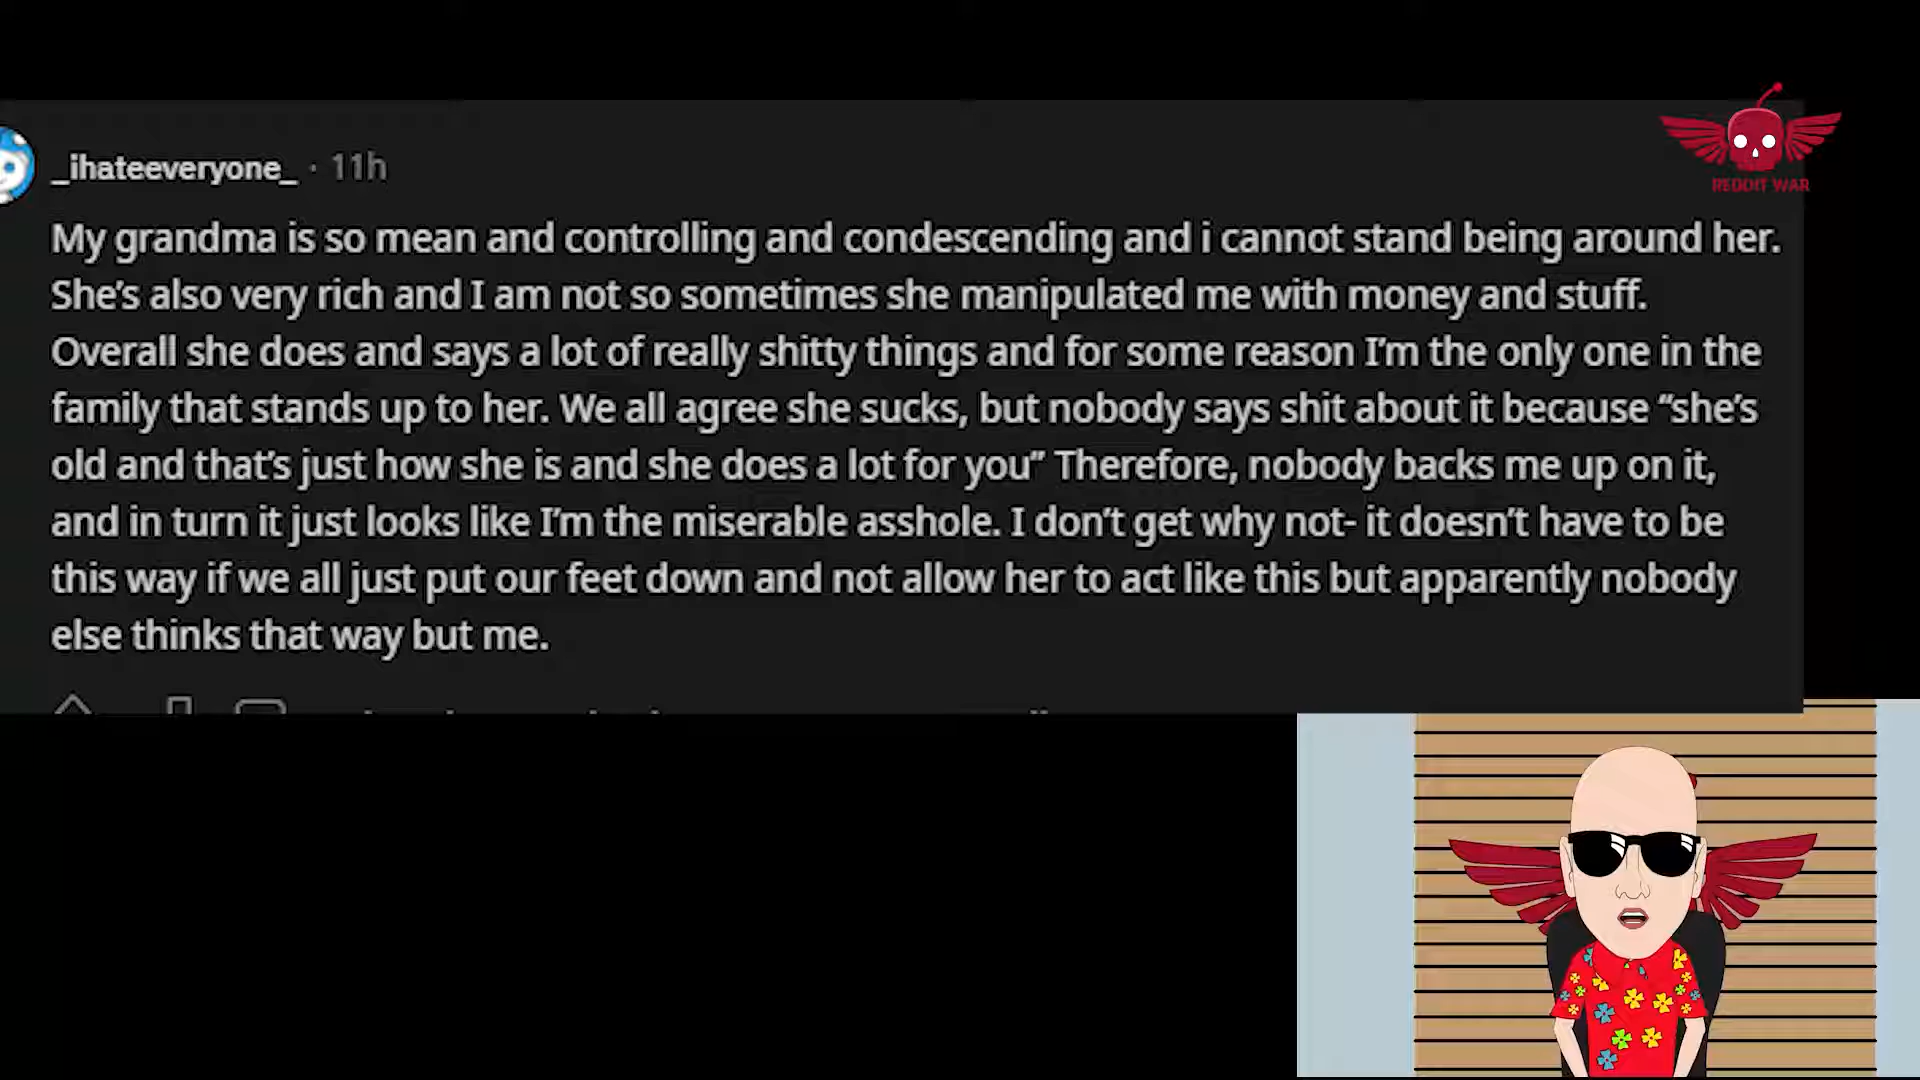 _ihateeveryone_ · 11h
REDDIT WAR
My grandma is so mean and controlling and condescending and i cannot stand being around her.
She’s also very rich and I am not so sometimes she manipulated me with money and stuff.
Overall she does and says a lot of really shitty things and for some reason I’m the only one in the
family that stands up to her. We all agree she sucks, but nobody says shit about it because “she’s
old and that’s just how she is and she does a lot for you” Therefore, nobody backs me up on it,
and in turn it just looks like I’m the miserable asshole. I don’t get why not- it doesn’t have to be
this way if we all just put our feet down and not allow her to act like this but apparently nobody
else thinks that way but me.